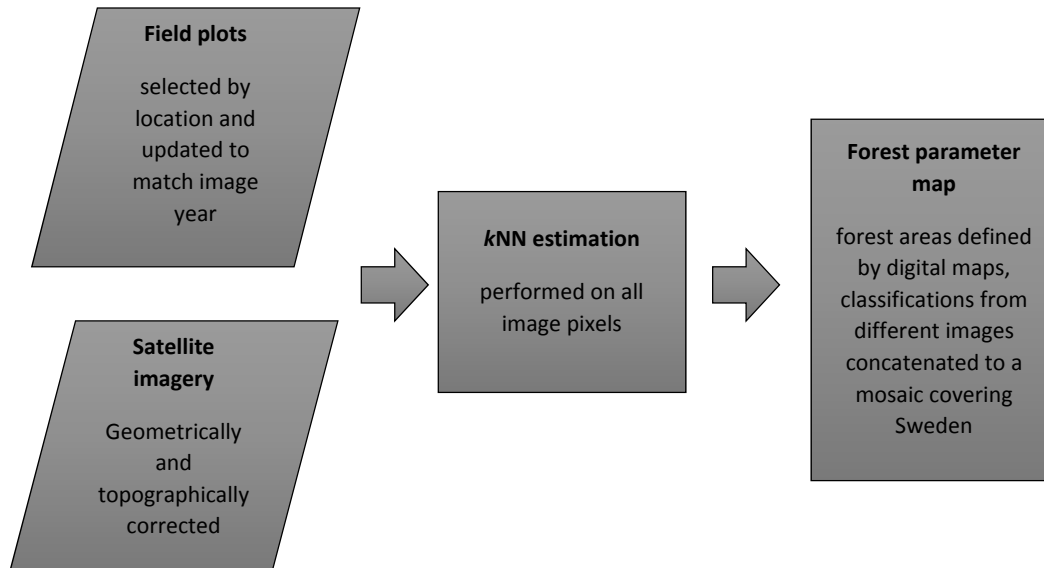 Field plots
selected by
location and
updated to
match image
year
Satellite
imagery
Geometrically
and
topographically
corrected
kNN estimation
performed on all
image pixels
Forest parameter
map
forest areas defined
by digital maps,
classifications from
different images
concatenated to a
mosaic covering
Sweden